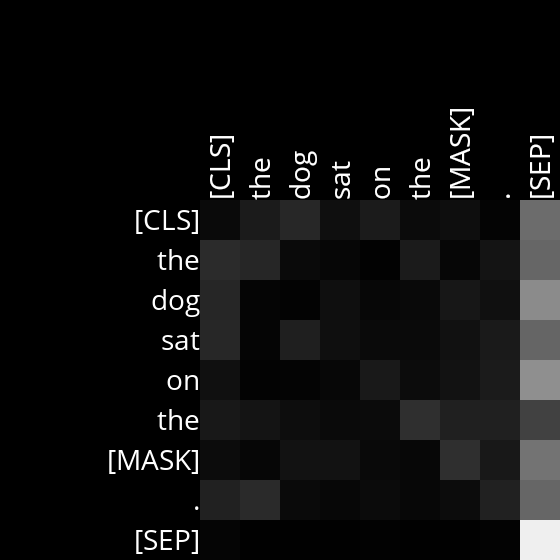 [CLS] the dog sat on the [MASK] . [SEP]
[CLS]
the
dog
sat
on
the
[MASK]
.
[SEP]